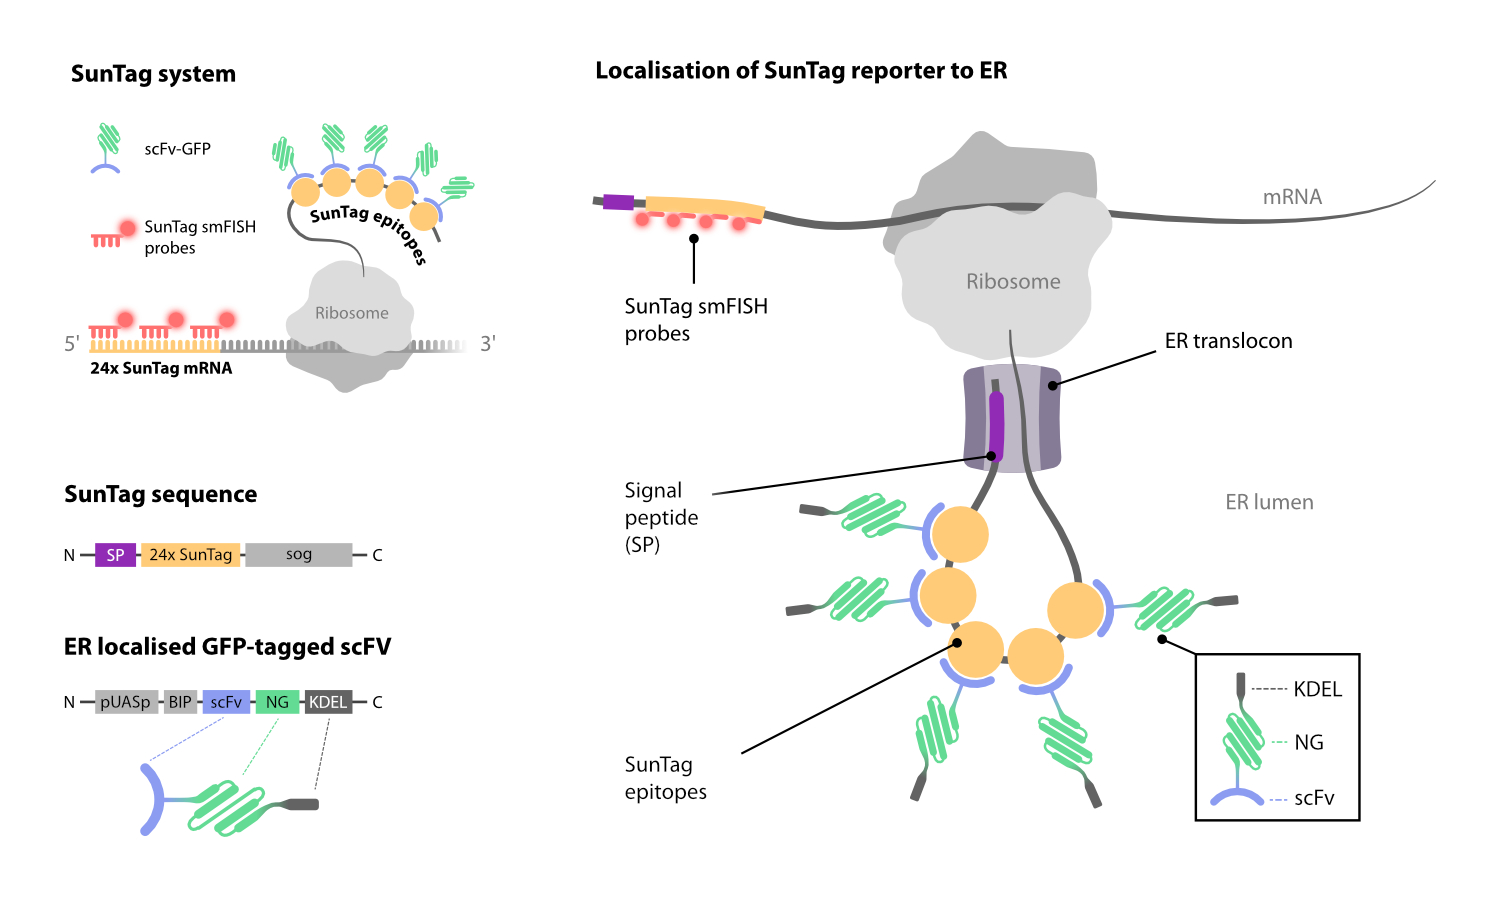 SunTag system
scFv-GFP
SunTag smFISH
probes
SunTag epitopes
Ribosome
5'
3'
24x SunTag mRNA
SunTag sequence
N SP 24x SunTag sog C
ER localised GFP-tagged scFV
N pUASp BIP scFv NG KDEL C
Localisation of SunTag reporter to ER
mRNA
Ribosome
SunTag smFISH
probes
ER translocon
Signal
peptide
(SP)
ER lumen
SunTag
epitopes
KDEL
NG
scFv